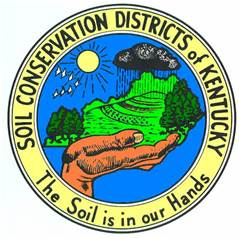 SOIL CONSERVATION DISTRICTS of KENTUCKY
The Soil is in our Hands